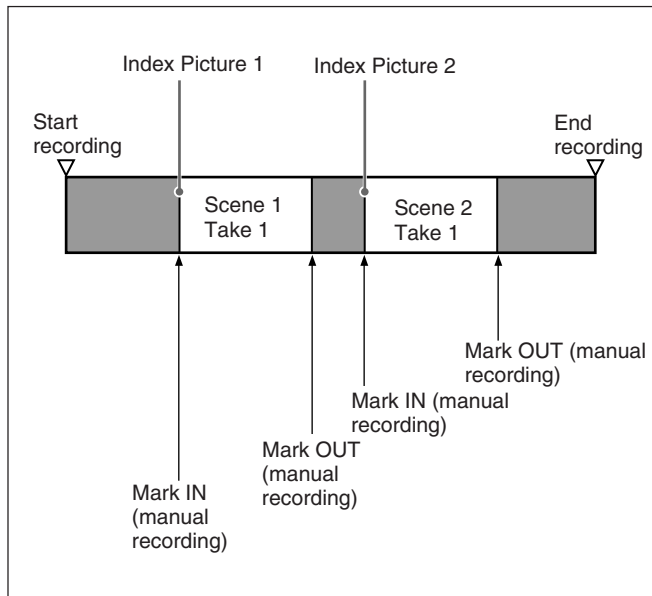 Index Picture 1
Index Picture 2
Start
recording
End
recording
Scene 1
Take 1
Scene 2
Take 1
Mark OUT (manual
recording)
Mark IN (manual
recording)
Mark OUT
(manual
recording)
Mark IN
(manual
recording)